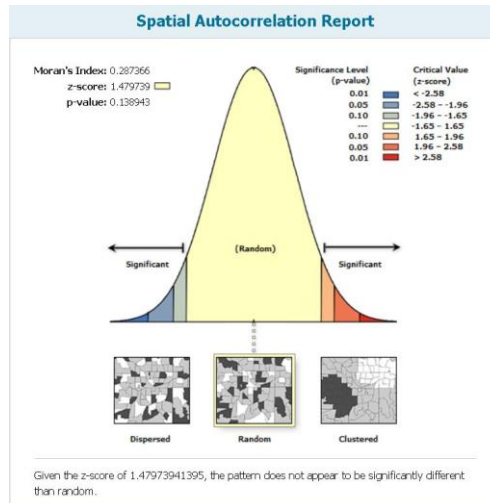 Spatial Autocorrelation Report
Moran's Index: 0.287366
z-score: 1.479739
p-value: 0.138943
Significance Level
(p-value)
Critical Value
(z-score)
0.01 < -2.58
0.05 -2.58 – -1.96
0.10 -1.96 – -1.65
--- -1.65 – 1.65
0.10 1.65 – 1.96
0.05 1.96 – 2.58
0.01 > 2.58
(Random)
Significant
Significant
Dispersed
Random
Clustered
Given the z-score of 1.47973941395, the pattern does not appear to be significantly different
than random.